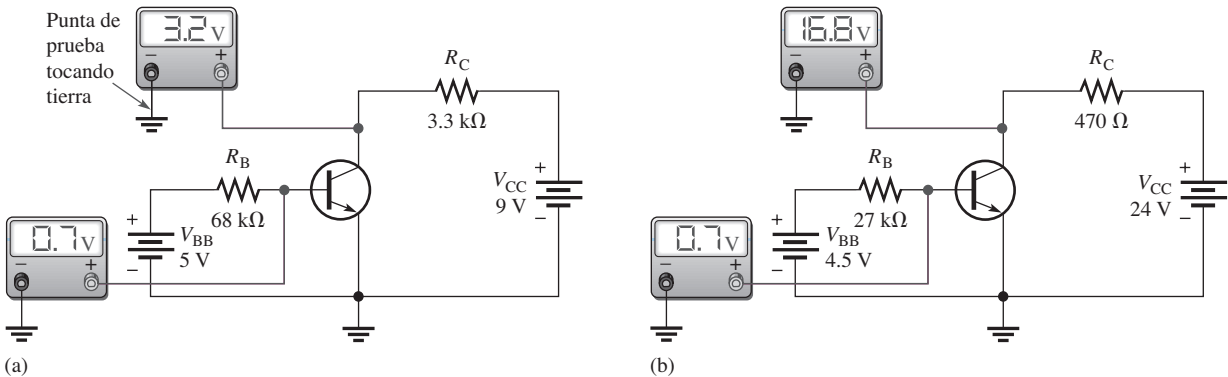 Punta de
prueba
tocando
tierra
3.2 V
− +
R_C
3.3 kΩ
R_B
68 kΩ
+
V_CC
9 V
−
+
V_BB
5 V
−
0.7 V
− +
(a)
16.8 V
− +
R_C
470 Ω
R_B
27 kΩ
+
V_CC
24 V
−
+
V_BB
4.5 V
−
0.7 V
− +
(b)